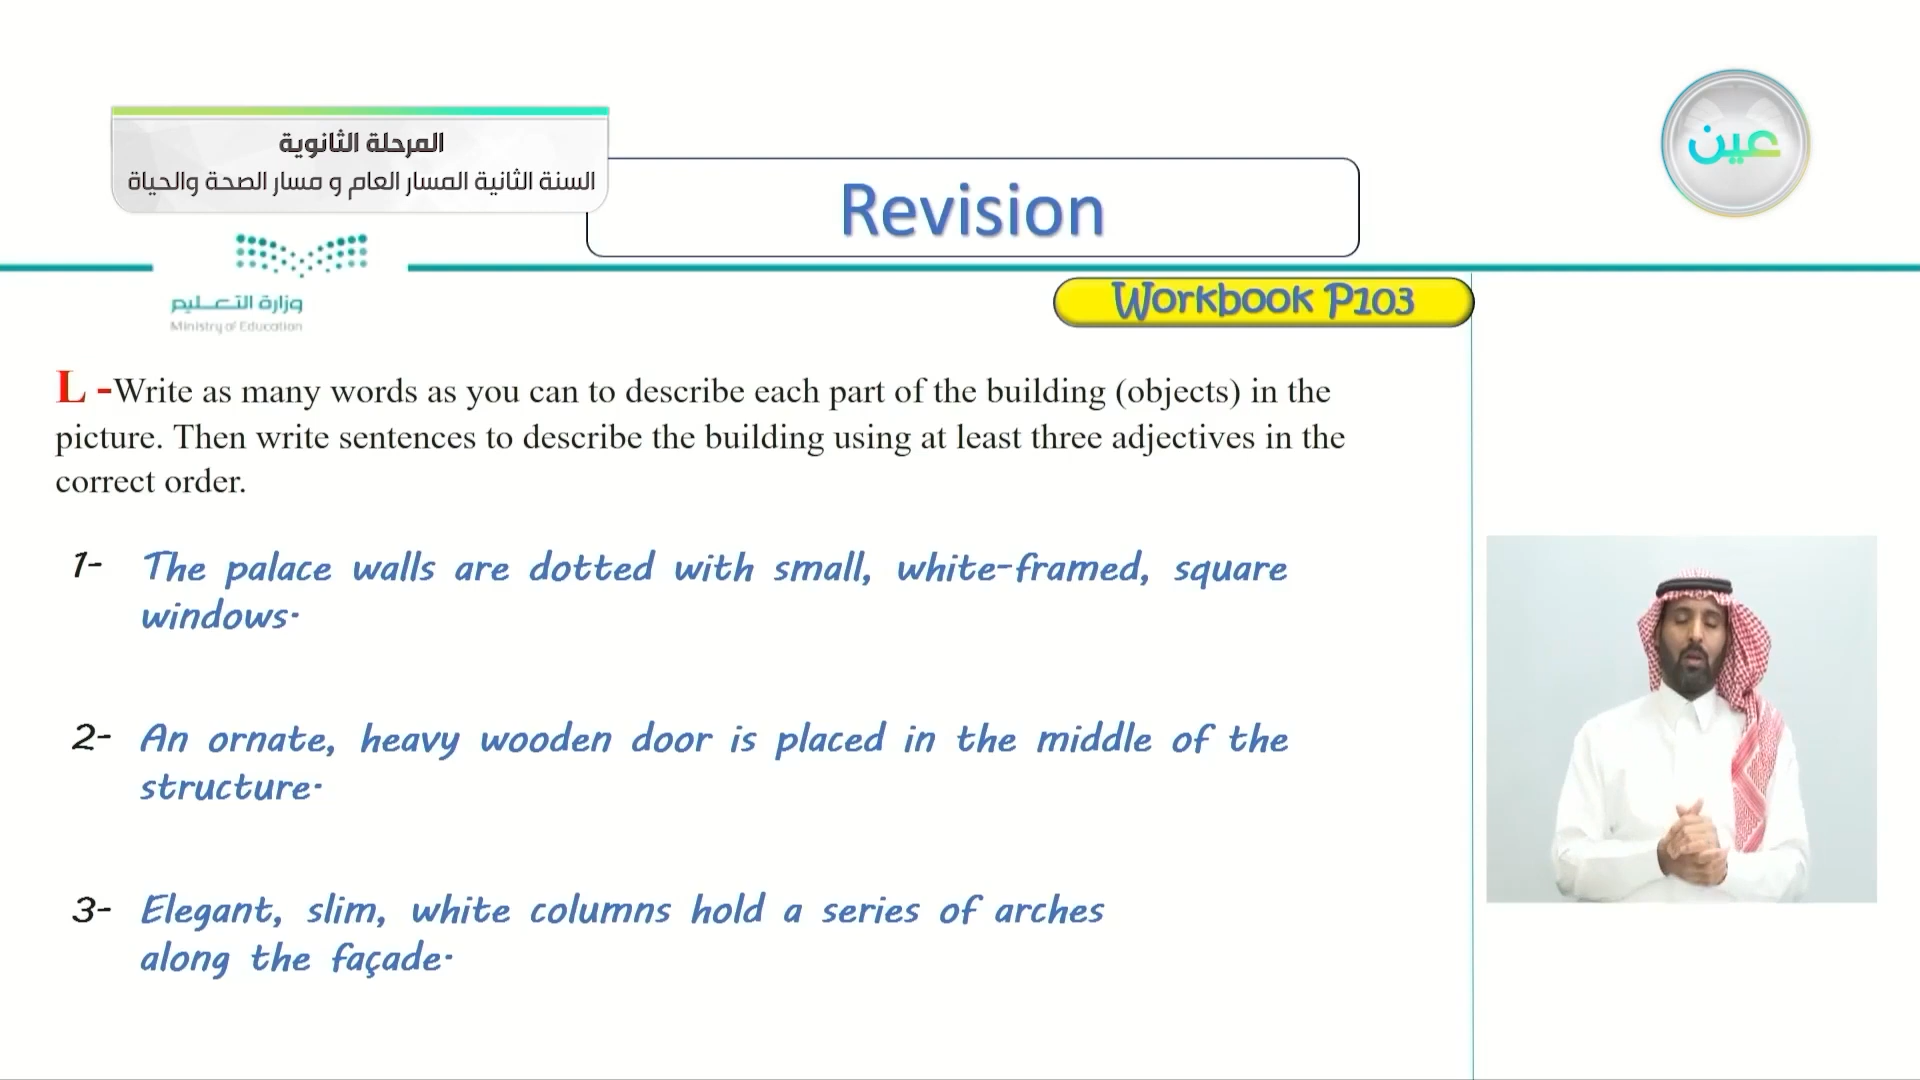 المرحلة الثانوية
السنة الثانية المسار العام و مسار الصحة والحياة
عين
Revision
وزارة التعليم
Ministry of Education
Workbook P103
L -Write as many words as you can to describe each part of the building (objects) in the
picture. Then write sentences to describe the building using at least three adjectives in the
correct order.
1- The palace walls are dotted with small, white-framed, square
windows.
2- An ornate, heavy wooden door is placed in the middle of the
structure.
3- Elegant, slim, white columns hold a series of arches
along the façade.